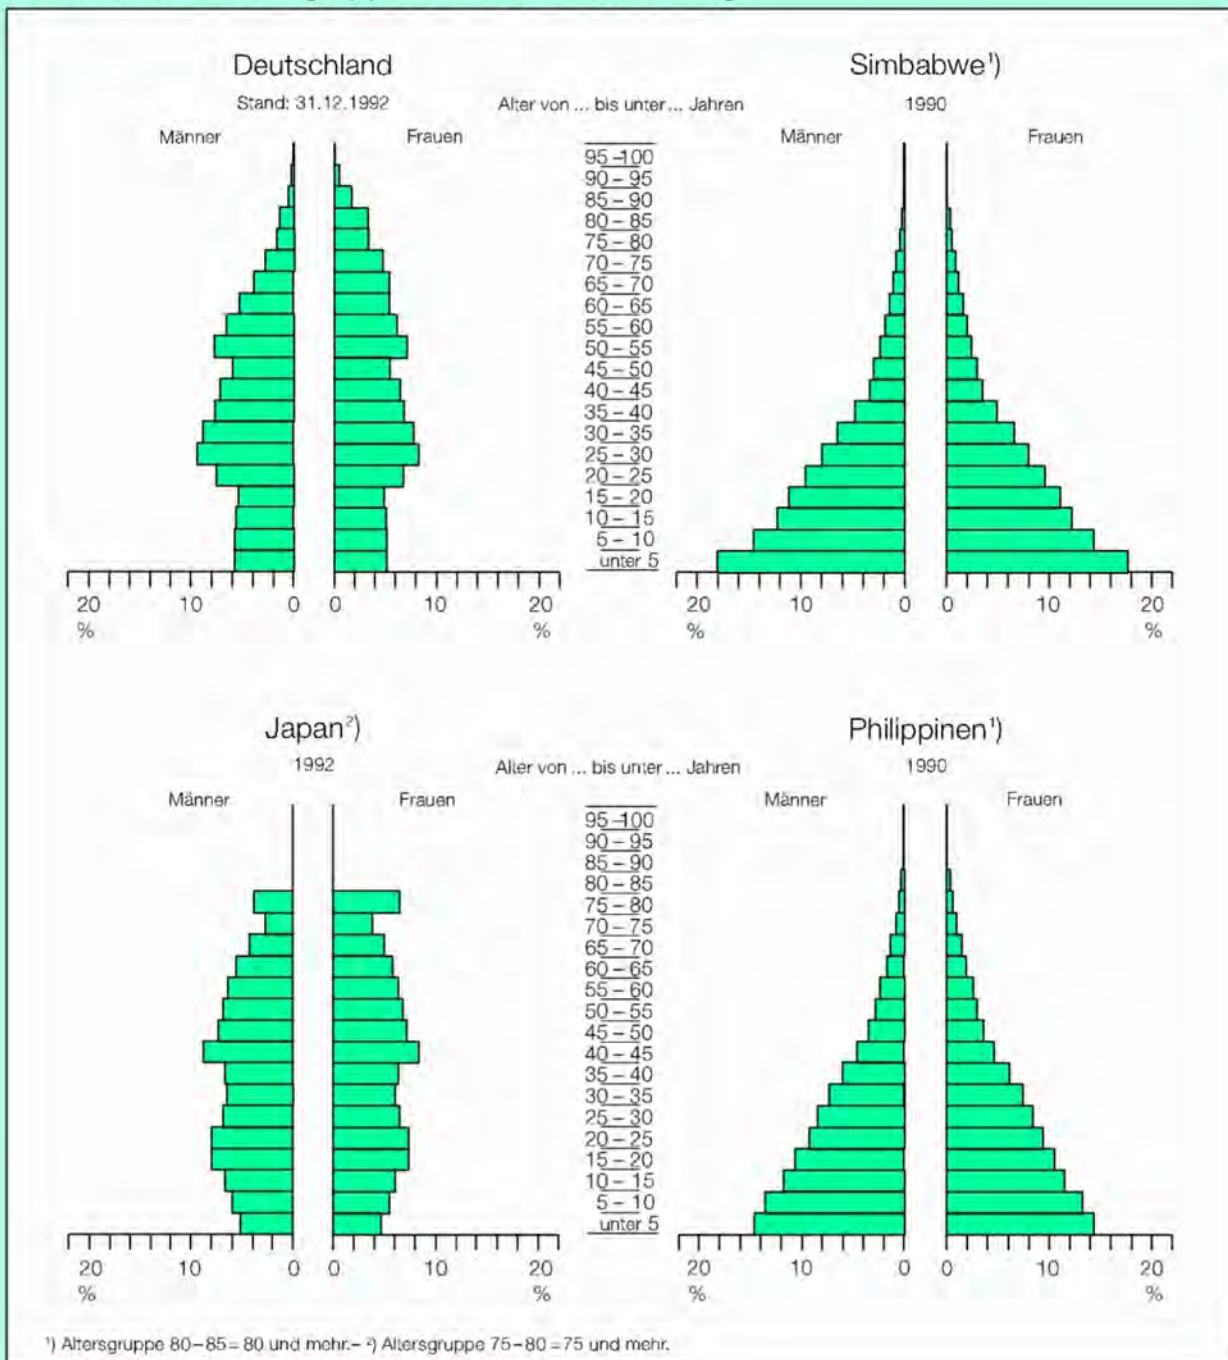 Deutschland
Stand: 31.12.1992
Männer
Frauen
20 10 0 0 10 20
% %
Alter von ... bis unter ... Jahren
95–100
90–95
85–90
80–85
75–80
70–75
65–70
60–65
55–60
50–55
45–50
40–45
35–40
30–35
25–30
20–25
15–20
10–15
5–10
unter 5
Simbabwe¹)
1990
Männer
Frauen
20 10 0 0 10 20
% %
Japan²)
1992
Männer
Frauen
20 10 0 0 10 20
% %
Alter von ... bis unter ... Jahren
95–100
90–95
85–90
80–85
75–80
70–75
65–70
60–65
55–60
50–55
45–50
40–45
35–40
30–35
25–30
20–25
15–20
10–15
5–10
unter 5
Philippinen¹)
1990
Männer
Frauen
20 10 0 0 10 20
% %
¹) Altersgruppe 80–85=80 und mehr.– ²) Altersgruppe 75–80=75 und mehr.